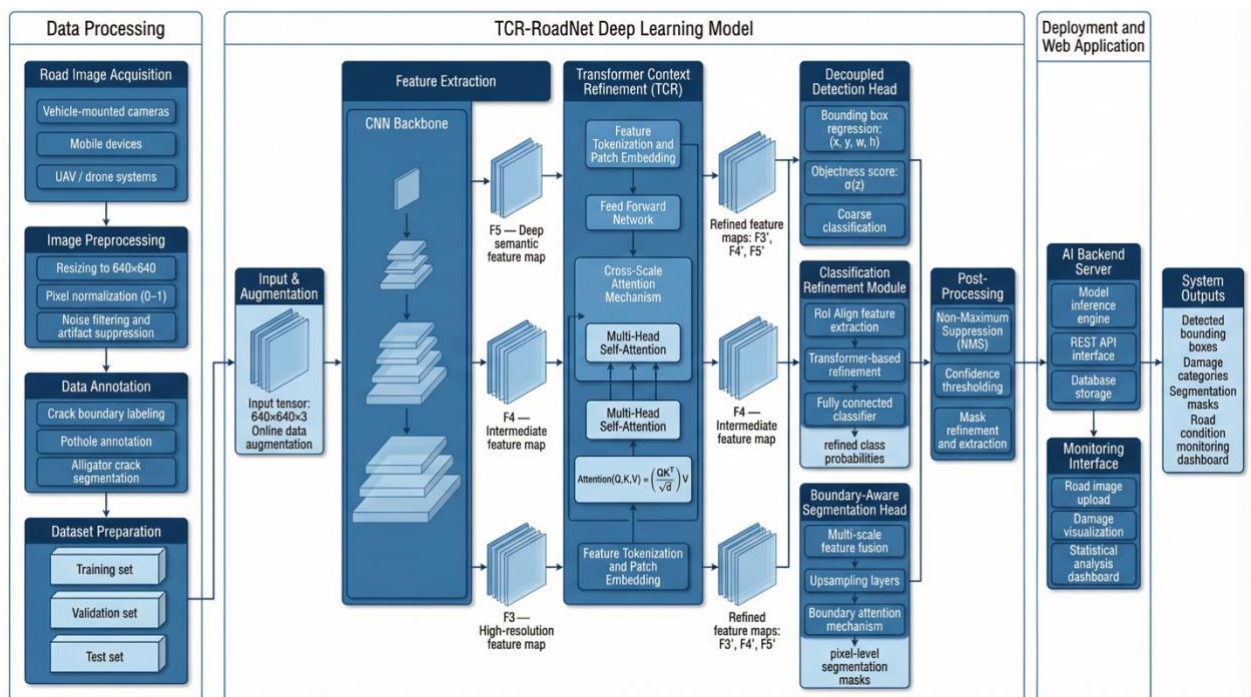 Data Processing
Road Image Acquisition
Vehicle-mounted cameras
Mobile devices
UAV / drone systems
Image Preprocessing
Resizing to 640×640
Pixel normalization (0–1)
Noise filtering and
artifact suppression
Data Annotation
Crack boundary labeling
Pothole annotation
Alligator crack
segmentation
Dataset Preparation
Training set
Validation set
Test set
TCR-RoadNet Deep Learning Model
Input &
Augmentation
Input tensor:
640×640×3
Online data
augmentation
Feature Extraction
CNN Backbone
F5 — Deep
semantic
feature map
F4 —
Intermediate
feature map
F3 —
High-resolution
feature map
Transformer Context
Refinement (TCR)
Feature
Tokenization and
Patch Embedding
Feed Forward
Network
Cross-Scale
Attention
Mechanism
Multi-Head
Self-Attention
Multi-Head
Self-Attention
Attention(Q,K,V) = (QKᵀ/√d) V
Feature Tokenization
and Patch
Embedding
Refined feature
maps: F3’,
F4’, F5’
F4 —
Intermediate
feature map
Refined
feature maps:
F3’, F4’, F5’
Decoupled
Detection Head
Bounding box
regression:
(x, y, w, h)
Objectness score:
σ(z)
Coarse
classification
Classification
Refinement Module
RoI Align feature
extraction
Transformer-based
refinement
Fully connected
classifier
refined class
probabilities
Boundary-Aware
Segmentation Head
Multi-scale
feature fusion
Upsampling layers
Boundary attention
mechanism
pixel-level
segmentation
masks
Post-
Processing
Non-Maximum
Suppression
(NMS)
Confidence
thresholding
Mask
refinement
and extraction
Deployment and
Web Application
AI Backend
Server
Model
inference
engine
REST API
interface
Database
storage
Monitoring
Interface
Road image
upload
Damage
visualization
Statistical
analysis
dashboard
System
Outputs
Detected
bounding
boxes
Damage
categories
Segmentation
masks
Road
condition
monitoring
dashboard